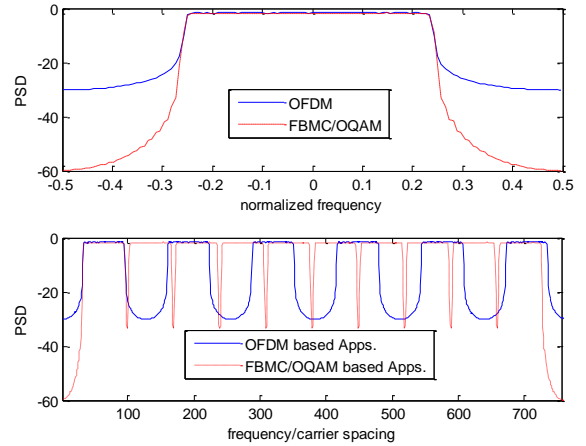 0
-20
-40
-60
PSD
OFDM
FBMC/OQAM
-0.5 -0.4 -0.3 -0.2 -0.1 0 0.1 0.2 0.3 0.4 0.5
normalized frequency
0
-20
-40
-60
PSD
OFDM based Apps.
FBMC/OQAM based Apps.
100 200 300 400 500 600 700
frequency/carrier spacing